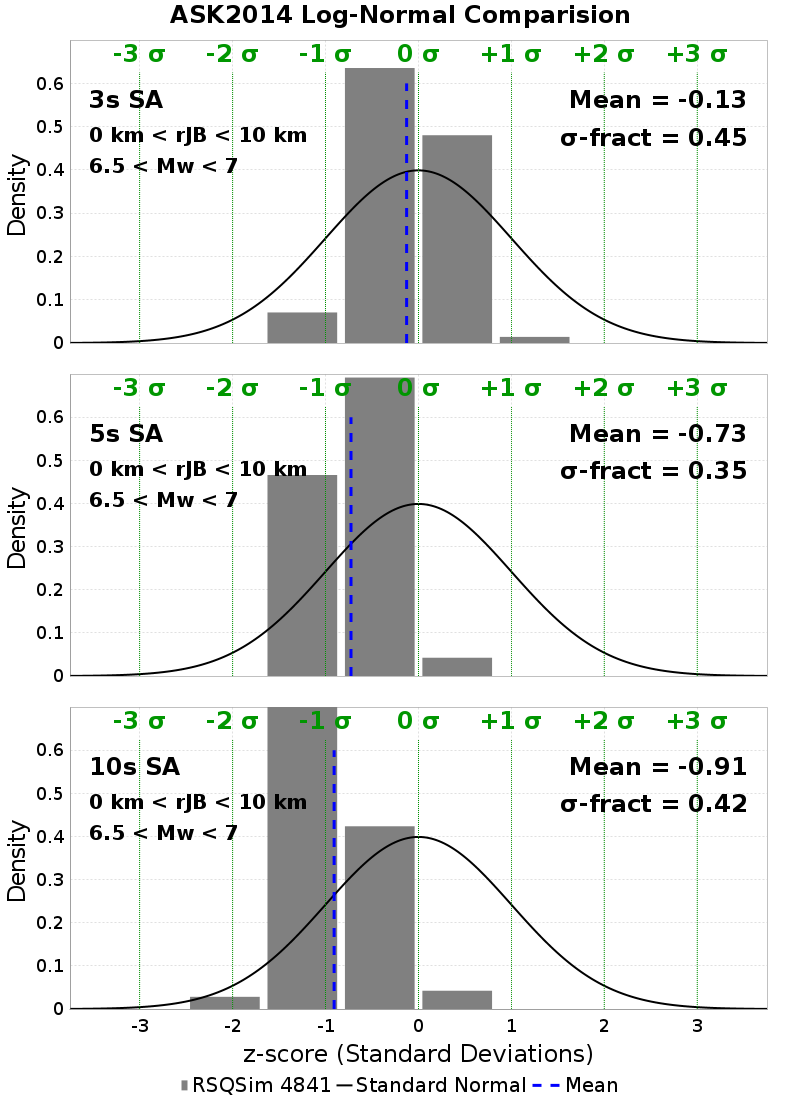 ASK2014 Log-Normal Comparision
-3 σ -2 σ -1 σ 0 σ +1 σ +2 σ +3 σ
3s SA
0 km < rJB < 10 km
6.5 < Mw < 7
Mean = -0.13
σ-fract = 0.45
Density
0.6
0.5
0.4
0.3
0.2
0.1
0
-3 σ -2 σ -1 σ 0 σ +1 σ +2 σ +3 σ
5s SA
0 km < rJB < 10 km
6.5 < Mw < 7
Mean = -0.73
σ-fract = 0.35
Density
0.6
0.5
0.4
0.3
0.2
0.1
0
-3 σ -2 σ -1 σ 0 σ +1 σ +2 σ +3 σ
10s SA
0 km < rJB < 10 km
6.5 < Mw < 7
Mean = -0.91
σ-fract = 0.42
Density
0.6
0.5
0.4
0.3
0.2
0.1
0
-3 -2 -1 0 1 2 3
z-score (Standard Deviations)
RSQSim 4841 Standard Normal Mean